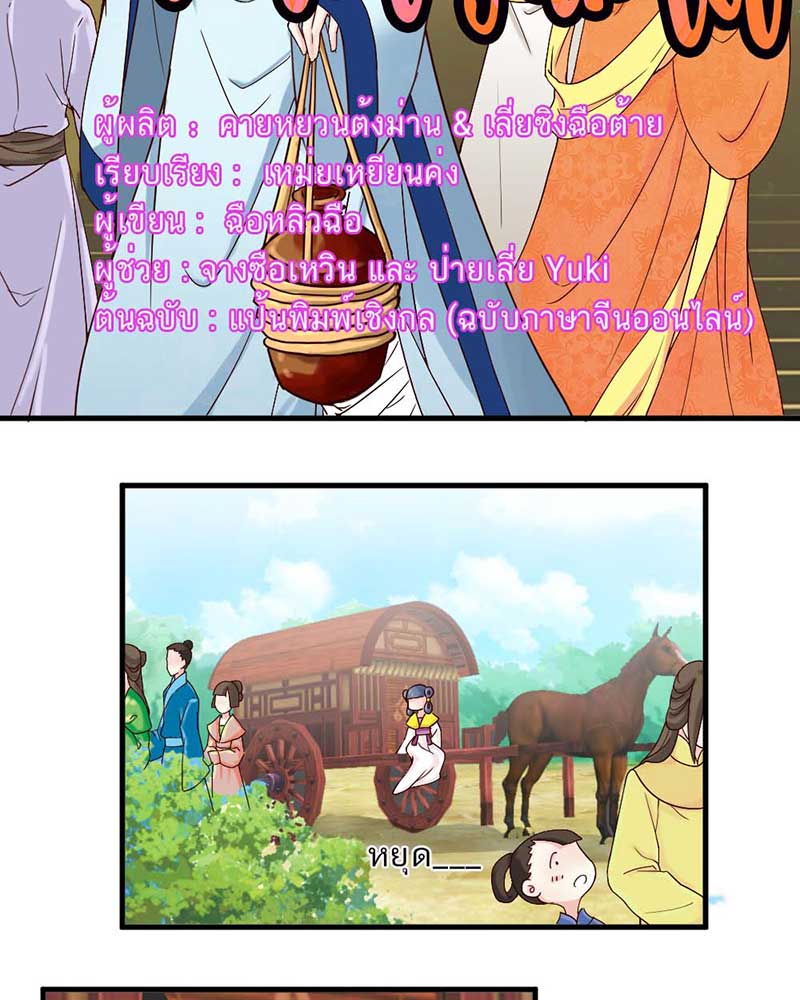 ผู้ผลิต : คายหยวนต้งม่าน & เลี่ยซิงฉือต้าย
เรียบเรียง : เหม่ยเหยียนค่ง
ผู้เขียน : ฉือหลิวฉือ
ผู้ช่วย : จางซือเหวิน และ ป่ายเลี่ย Yuki
ต้นฉบับ : แป้นพิมพ์เชิงกล (ฉบับภาษาจีนออนไลน์)
หยุด___